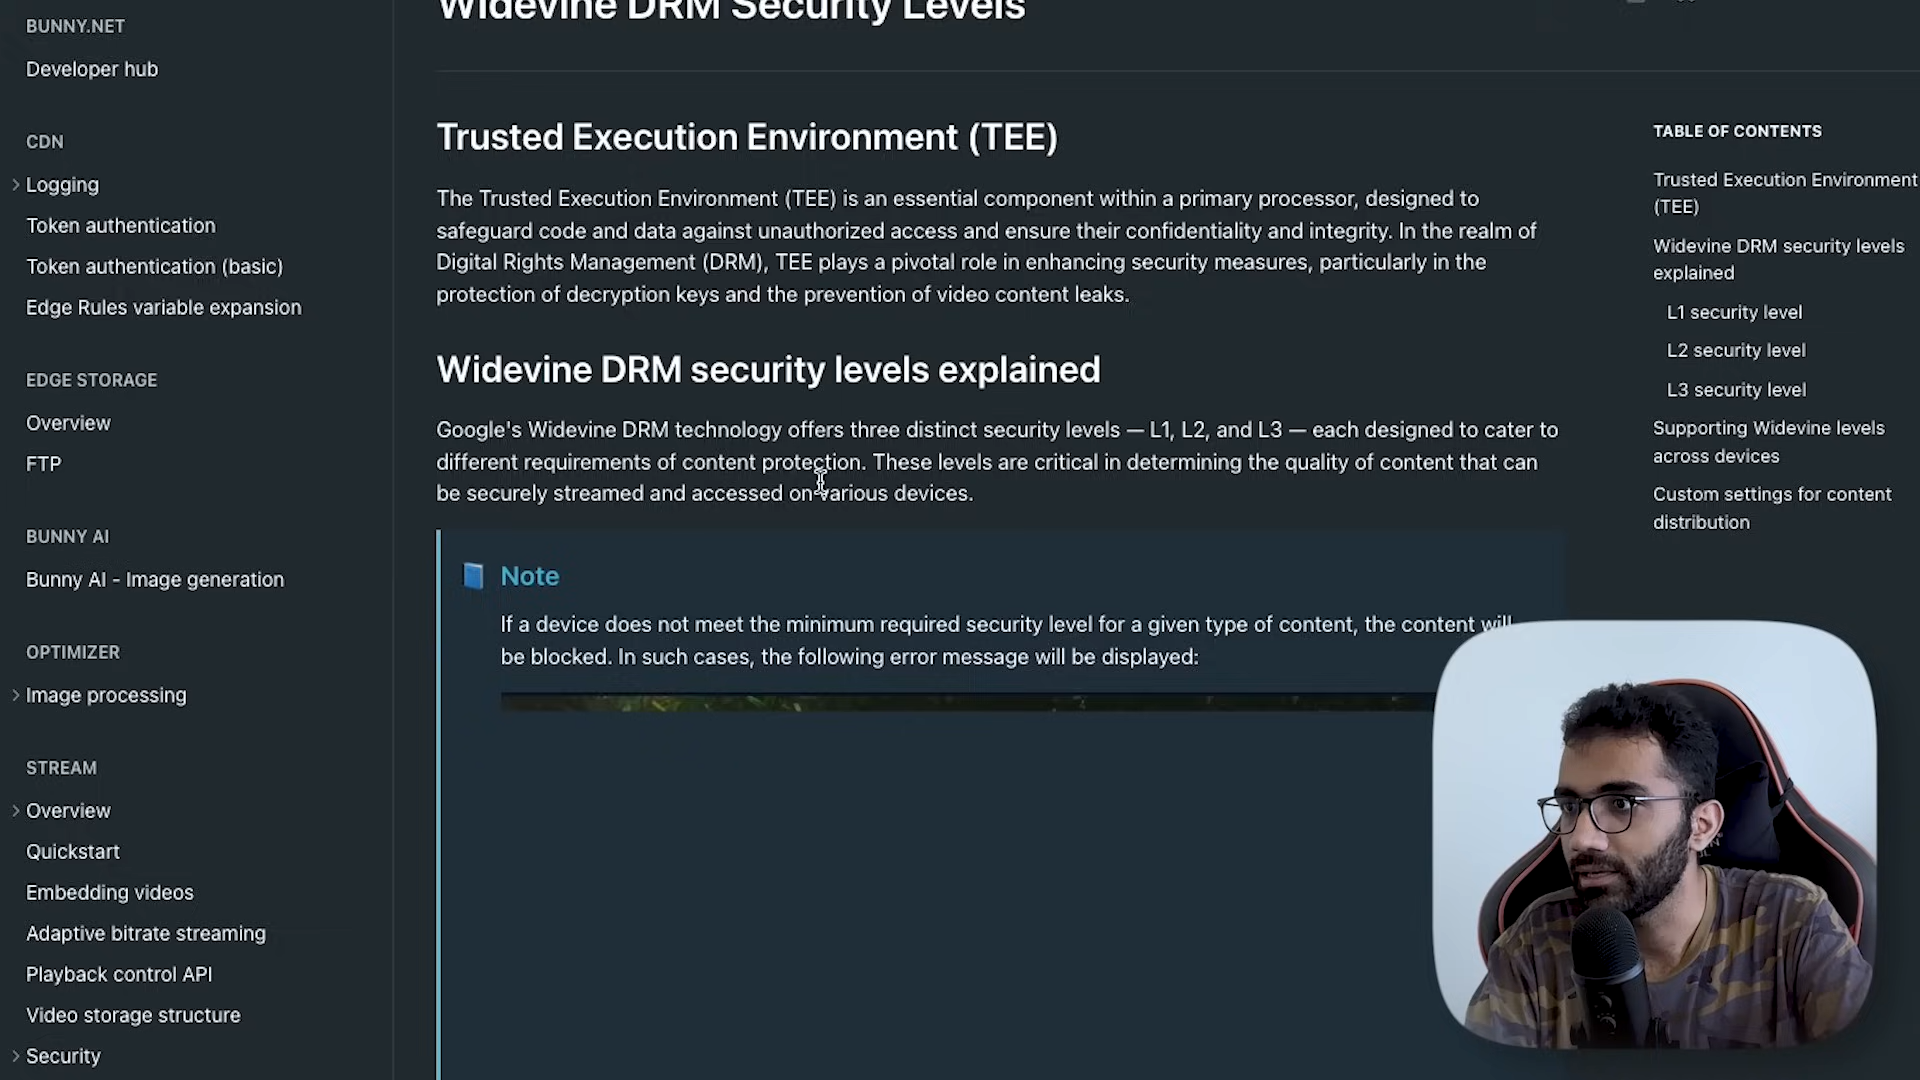 BUNNY.NET
Developer hub
CDN
Logging
Token authentication
Token authentication (basic)
Edge Rules variable expansion
EDGE STORAGE
Overview
FTP
BUNNY AI
Bunny AI - Image generation
OPTIMIZER
Image processing
STREAM
Overview
Quickstart
Embedding videos
Adaptive bitrate streaming
Playback control API
Video storage structure
Security
Widevine DRM Security Levels
Trusted Execution Environment (TEE)
The Trusted Execution Environment (TEE) is an essential component within a primary processor, designed to
safeguard code and data against unauthorized access and ensure their confidentiality and integrity. In the realm of
Digital Rights Management (DRM), TEE plays a pivotal role in enhancing security measures, particularly in the
protection of decryption keys and the prevention of video content leaks.
Widevine DRM security levels explained
Google's Widevine DRM technology offers three distinct security levels — L1, L2, and L3 — each designed to cater to
different requirements of content protection. These levels are critical in determining the quality of content that can
be securely streamed and accessed on various devices.
Note
If a device does not meet the minimum required security level for a given type of content, the content will
be blocked. In such cases, the following error message will be displayed:
TABLE OF CONTENTS
Trusted Execution Environment
(TEE)
Widevine DRM security levels
explained
L1 security level
L2 security level
L3 security level
Supporting Widevine levels
across devices
Custom settings for content
distribution